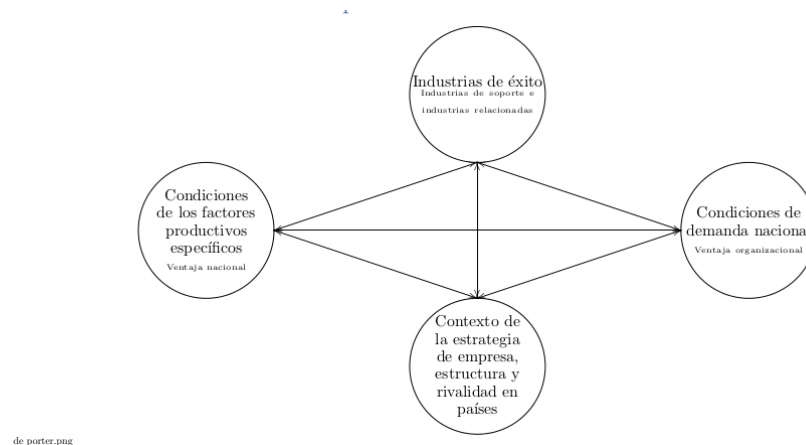 Industrias de éxito
Industrias de soporte e
industrias relacionadas
Condiciones
de los factores
productivos
específicos
Ventaja nacional
Condiciones de
demanda naciona
Ventaja organizacional
Contexto de
la estrategia
de empresa,
estructura y
rivalidad en
países
de porter.png